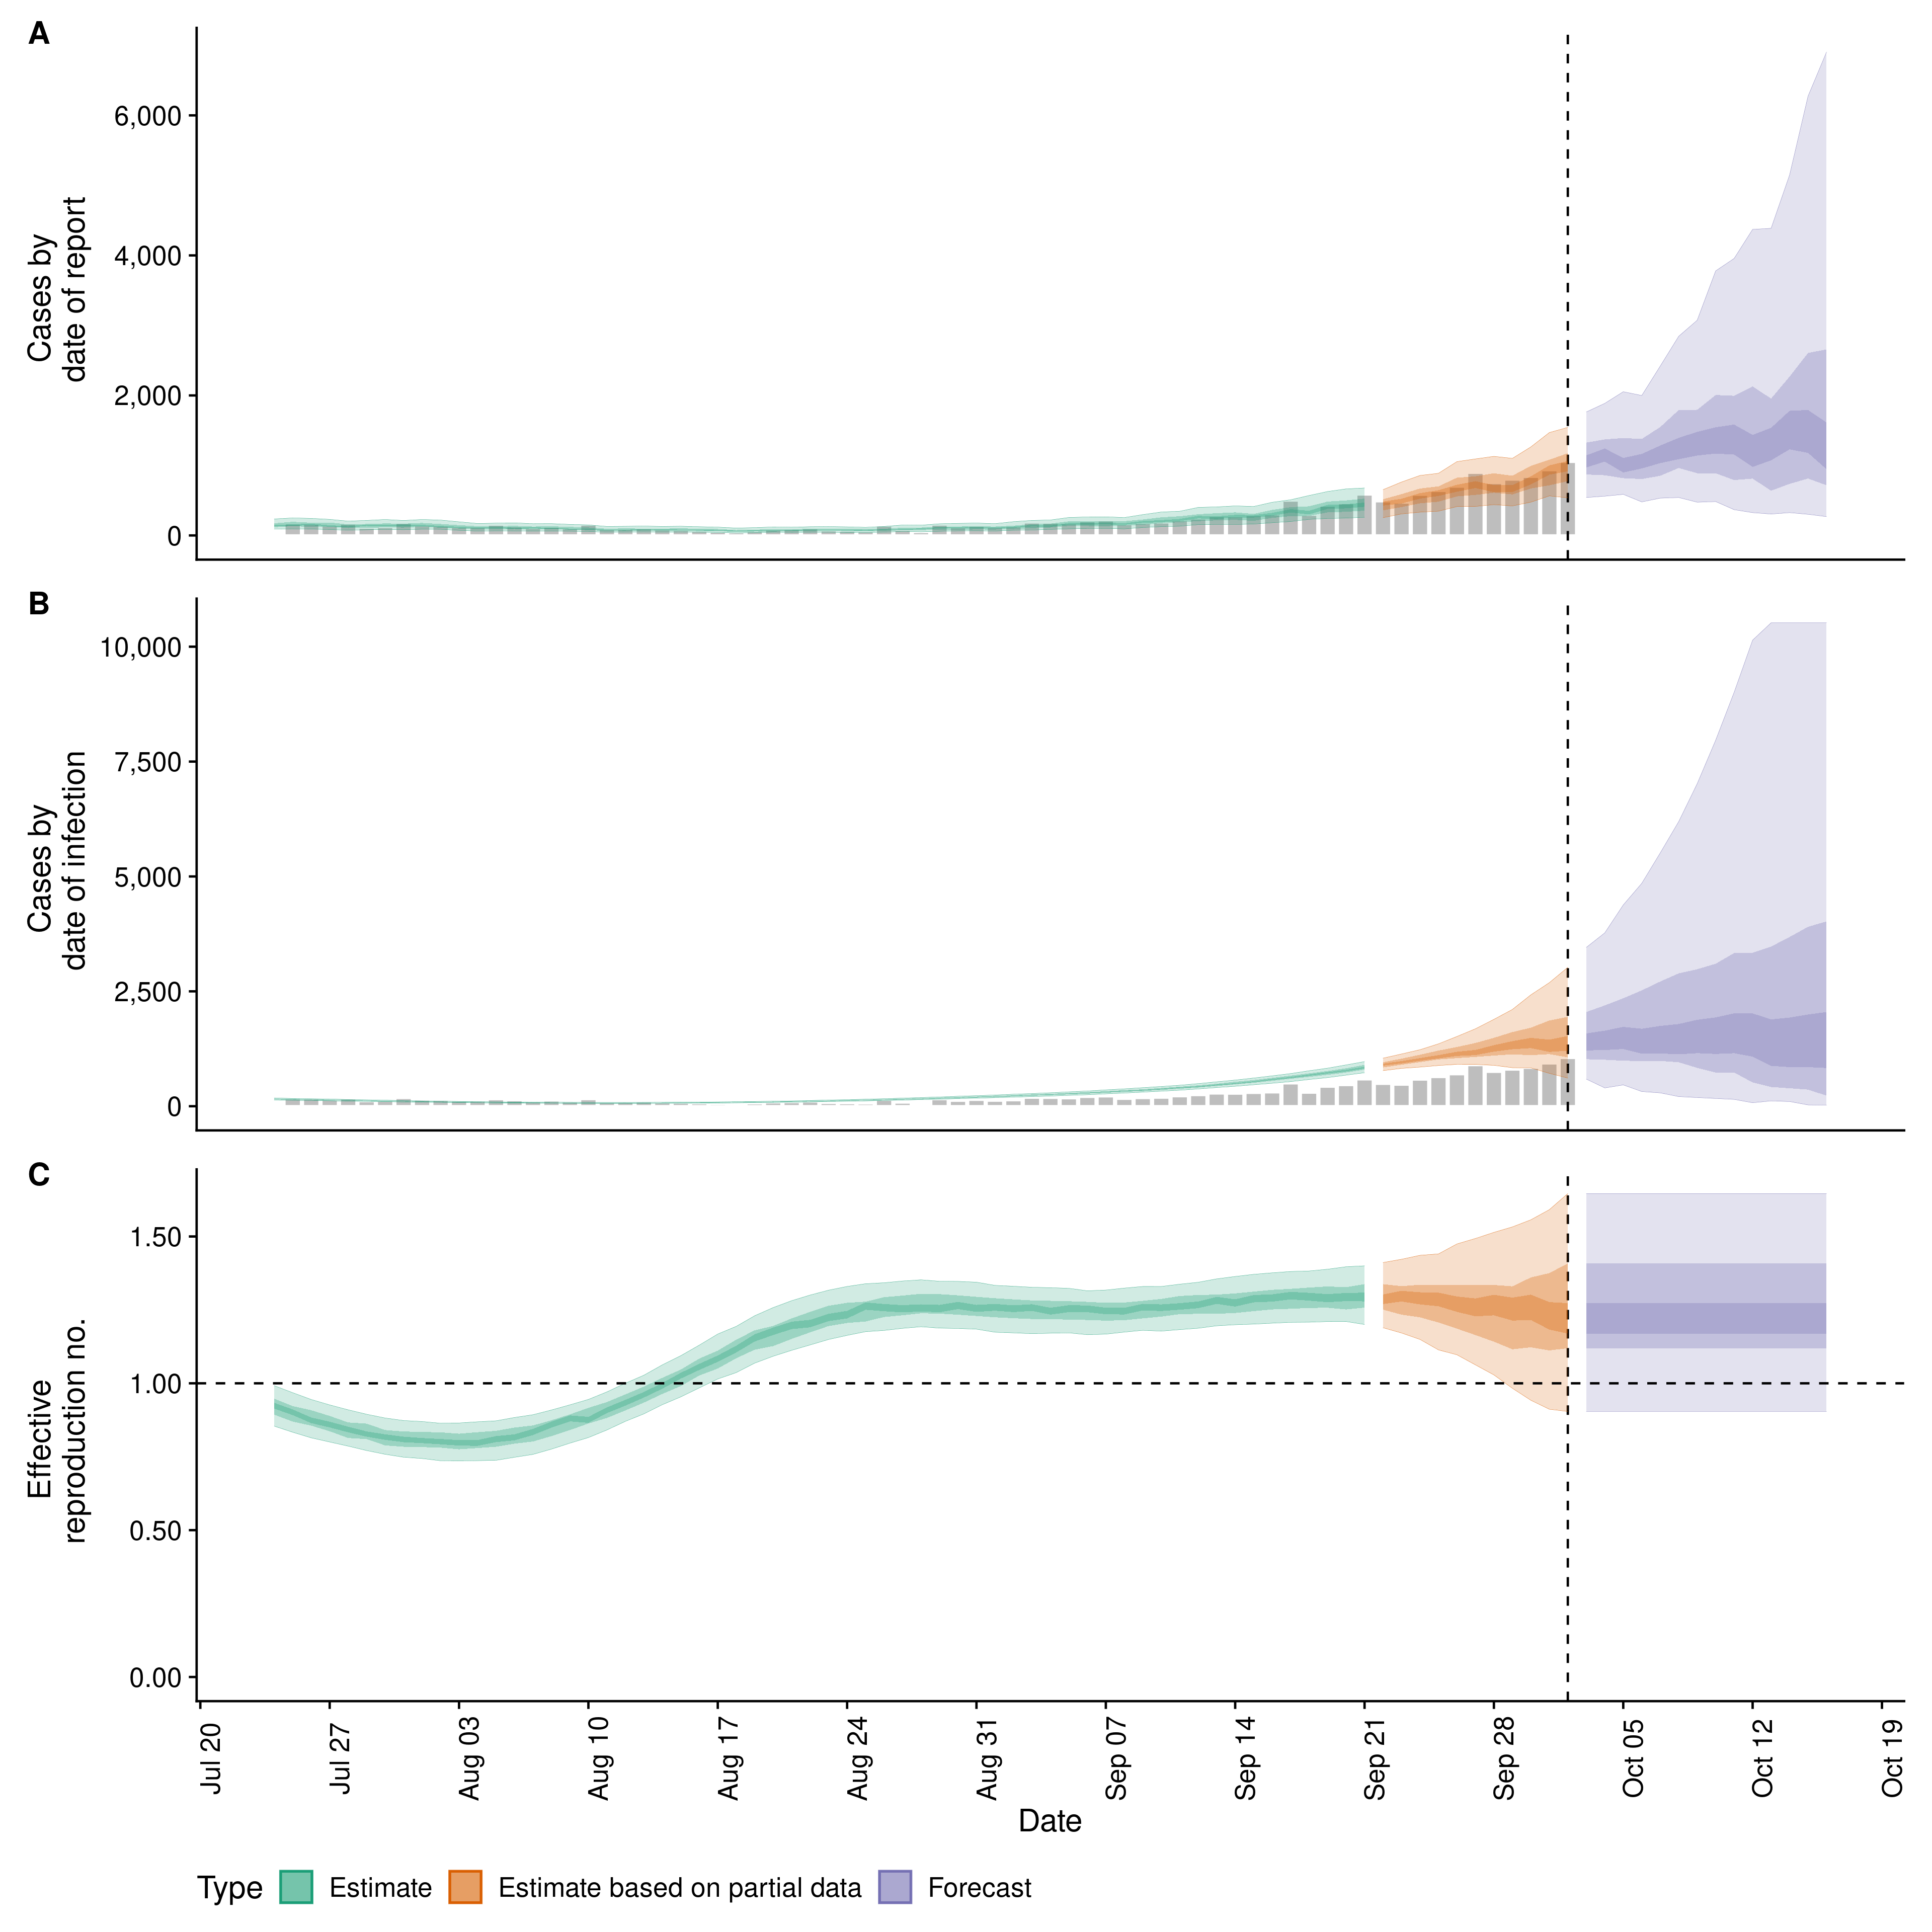 A
Cases by
date of report
6,000
4,000
2,000
0
B
Cases by
date of infection
10,000
7,500
5,000
2,500
0
C
Effective
reproduction no.
1.50
1.00
0.50
0.00
Jul 20
Jul 27
Aug 03
Aug 10
Aug 17
Aug 24
Aug 31
Sep 07
Sep 14
Sep 21
Sep 28
Oct 05
Oct 12
Oct 19
Date
Type Estimate Estimate based on partial data Forecast